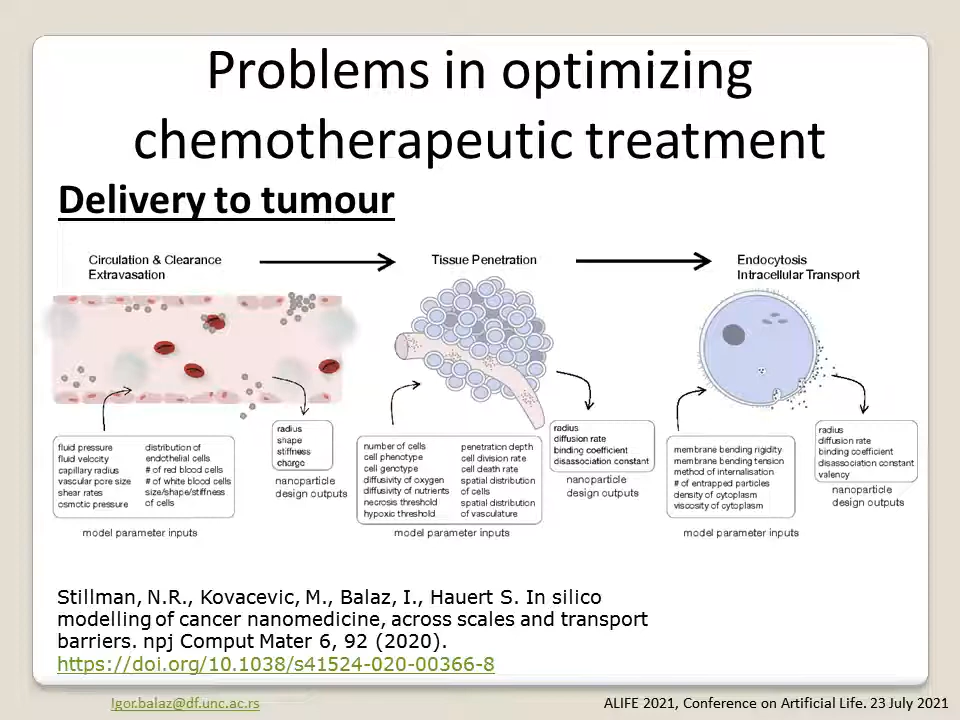 Problems in optimizing
chemotherapeutic treatment
Delivery to tumour
Circulation & Clearance
Extravasation
Tissue Penetration
Endocytosis
Intracellular Transport
fluid pressure
fluid velocity
capillary radius
vascular pore size
shear rates
osmotic pressure
distribution of
endothelial cells
# of red blood cells
# of white blood cells
size/shape/stiffness
of cells
model parameter inputs
radius
shape
stiffness
charge
nanoparticle
design outputs
number of cells
cell phenotype
cell genotype
diffusivity of oxygen
diffusivity of nutrients
necrosis threshold
hypoxic threshold
penetration depth
cell division rate
cell death rate
spatial distribution
of cells
spatial distribution
of vasculature
model parameter inputs
radius
diffusion rate
binding coefficient
disassociation constant
nanoparticle
design outputs
membrane bending rigidity
membrane bending tension
method of internalisation
# of entrapped particles
density of cytoplasm
viscosity of cytoplasm
model parameter inputs
radius
diffusion rate
binding coefficient
disassociation constant
valency
nanoparticle
design outputs
Stillman, N.R., Kovacevic, M., Balaz, I., Hauert S. In silico
modelling of cancer nanomedicine, across scales and transport
barriers. npj Comput Mater 6, 92 (2020).
https://doi.org/10.1038/s41524-020-00366-8
Igor.balaz@df.unc.ac.rs
ALIFE 2021, Conference on Artificial Life. 23 July 2021